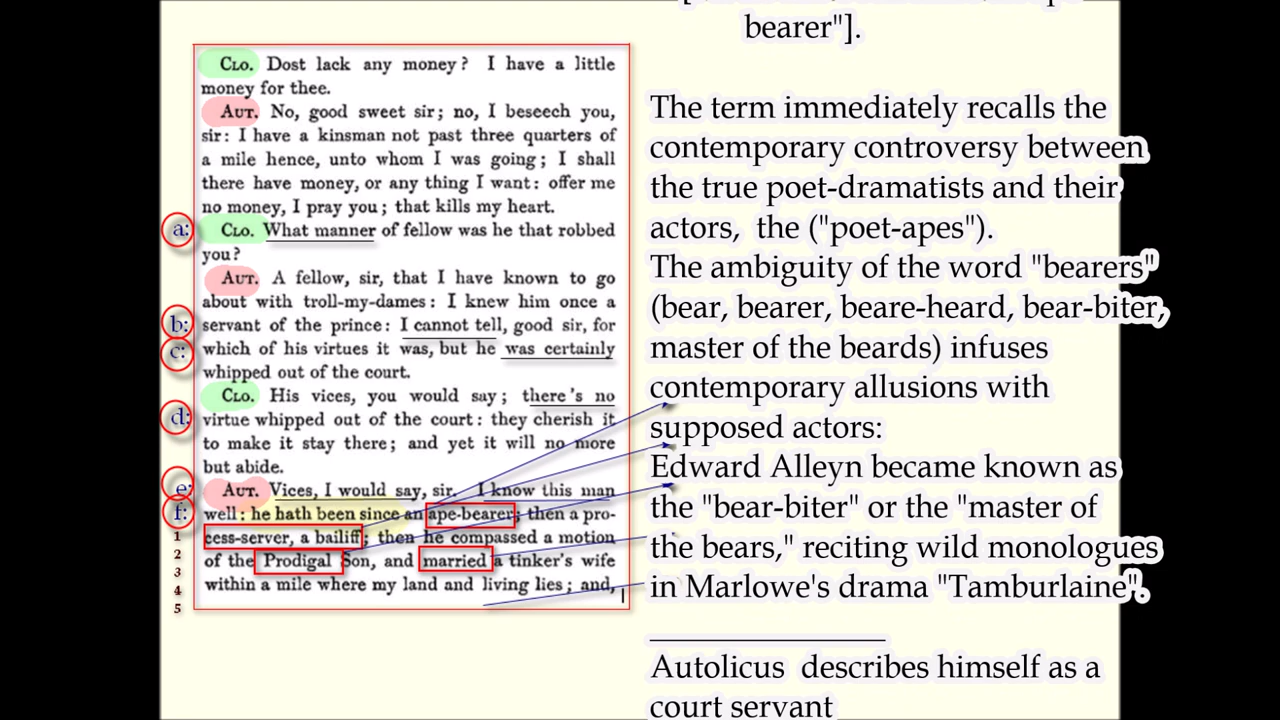 bearer"].
CLO. Dost lack any money? I have a little
money for thee.
AUT. No, good sweet sir; no, I beseech you,
sir: I have a kinsman not past three quarters of
a mile hence, unto whom I was going; I shall
there have money, or any thing I want: offer me
no money, I pray you; that kills my heart.
a: CLO. What manner of fellow was he that robbed
you?
AUT. A fellow, sir, that I have known to go
about with troll-my-dames: I knew him once a
b: servant of the prince: I cannot tell, good sir, for
c: which of his virtues it was, but he was certainly
whipped out of the court.
CLO. His vices, you would say; there's no
d: virtue whipped out of the court: they cherish it
to make it stay there; and yet it will no more
but abide.
e: AUT. Vices, I would say, sir. I know this man
f: well: he hath been since an ape-bearer; then a pro-
1 cess-server, a bailiff; then he compassed a motion
2 of the Prodigal Son, and married a tinker's wife
3
4 within a mile where my land and living lies; and,
5
The term immediately recalls the
contemporary controversy between
the true poet-dramatists and their
actors, the ("poet-apes").
The ambiguity of the word "bearers"
(bear, bearer, beare-heard, bear-biter,
master of the beards) infuses
contemporary allusions with
supposed actors:
Edward Alleyn became known as
the "bear-biter" or the "master of
the bears," reciting wild monologues
in Marlowe's drama "Tamburlaine".
Autolicus describes himself as a
court servant